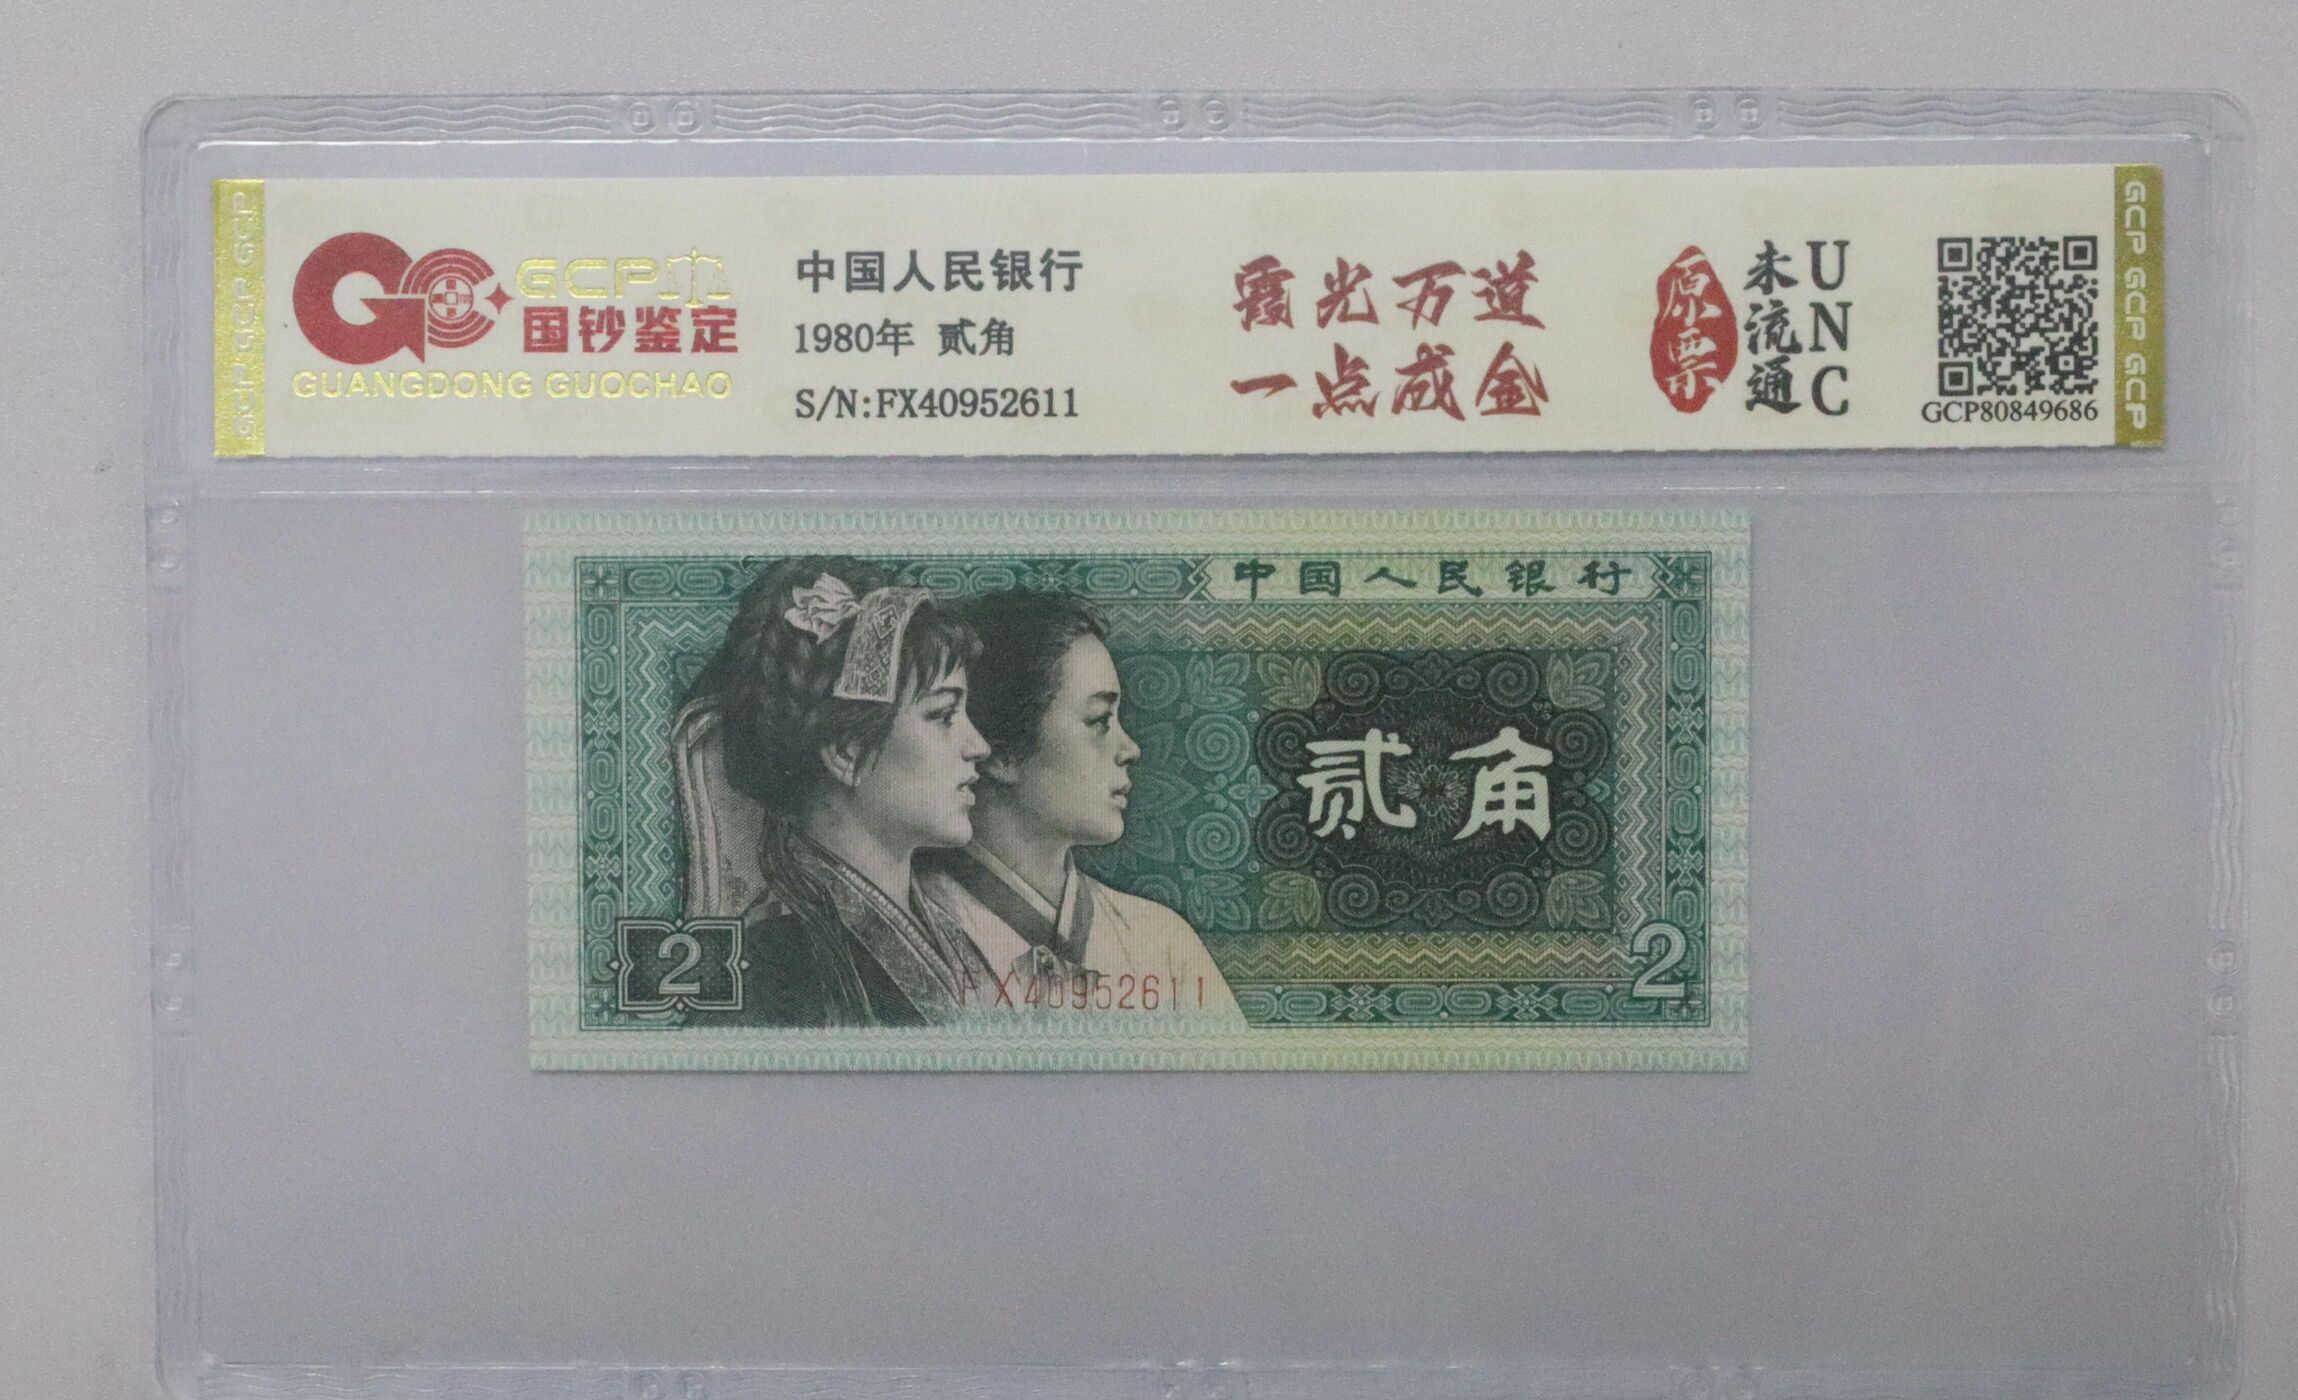 GCP GCP GCP GCP
GCP
国钞鉴定
GUANGDONG GUOCHAO
中国人民银行
1980年 贰角
S/N:FX40952611
霞光万道
一点成金
原票
未流通
UNC
GCP80849686
GCP GCP GCP GCP
中国人民银行
贰角
2
2
FX40952611